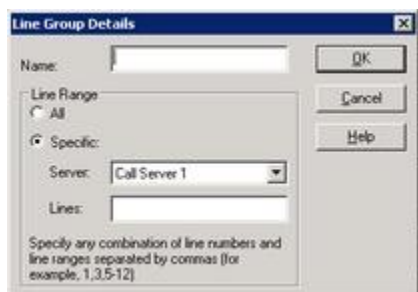 Line Group Details
Name:
OK
Line Range
All
Cancel
Specific:
Help
Server: Call Server 1
Lines:
Specify any combination of line numbers and
line ranges separated by commas (for
example, 1,3,5-12)